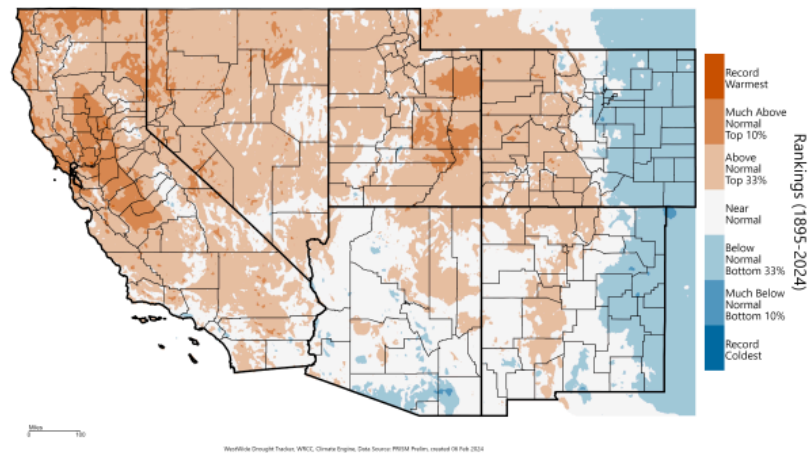 Record
Warmest
Much Above
Normal
Top 10%
Above
Normal
Top 33%
Near
Normal
Below
Normal
Bottom 33%
Much Below
Normal
Bottom 10%
Record
Coldest
Rankings (1895-2024)
Miles
0 100
WestWide Drought Tracker, WRCC, Climate Engine, Data Source: PRISM Prelim, created 06 Feb 2024